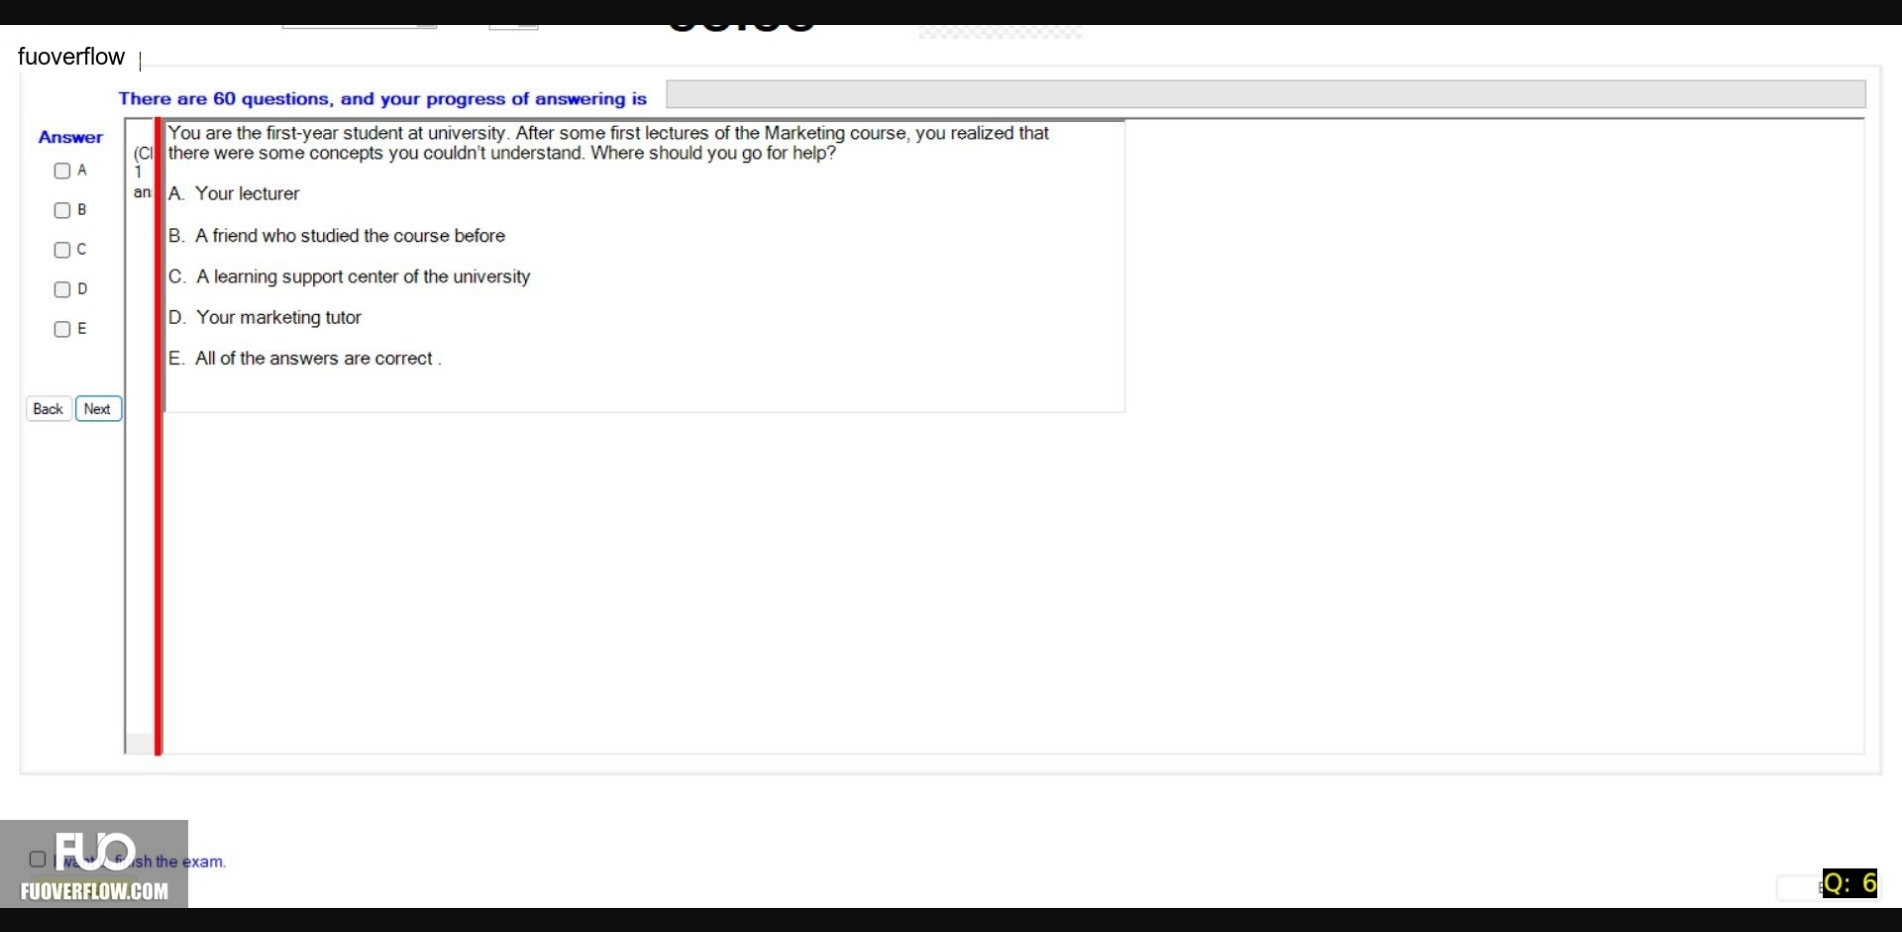 fuoverflow
There are 60 questions, and your progress of answering is
Answer
A
B
C
D
E
Back Next
(Cl
1
an
You are the first-year student at university. After some first lectures of the Marketing course, you realized that
there were some concepts you couldn't understand. Where should you go for help?
A. Your lecturer
B. A friend who studied the course before
C. A learning support center of the university
D. Your marketing tutor
E. All of the answers are correct .
the exam.
FUO
FUOVERFLOW.COM
Q: 6